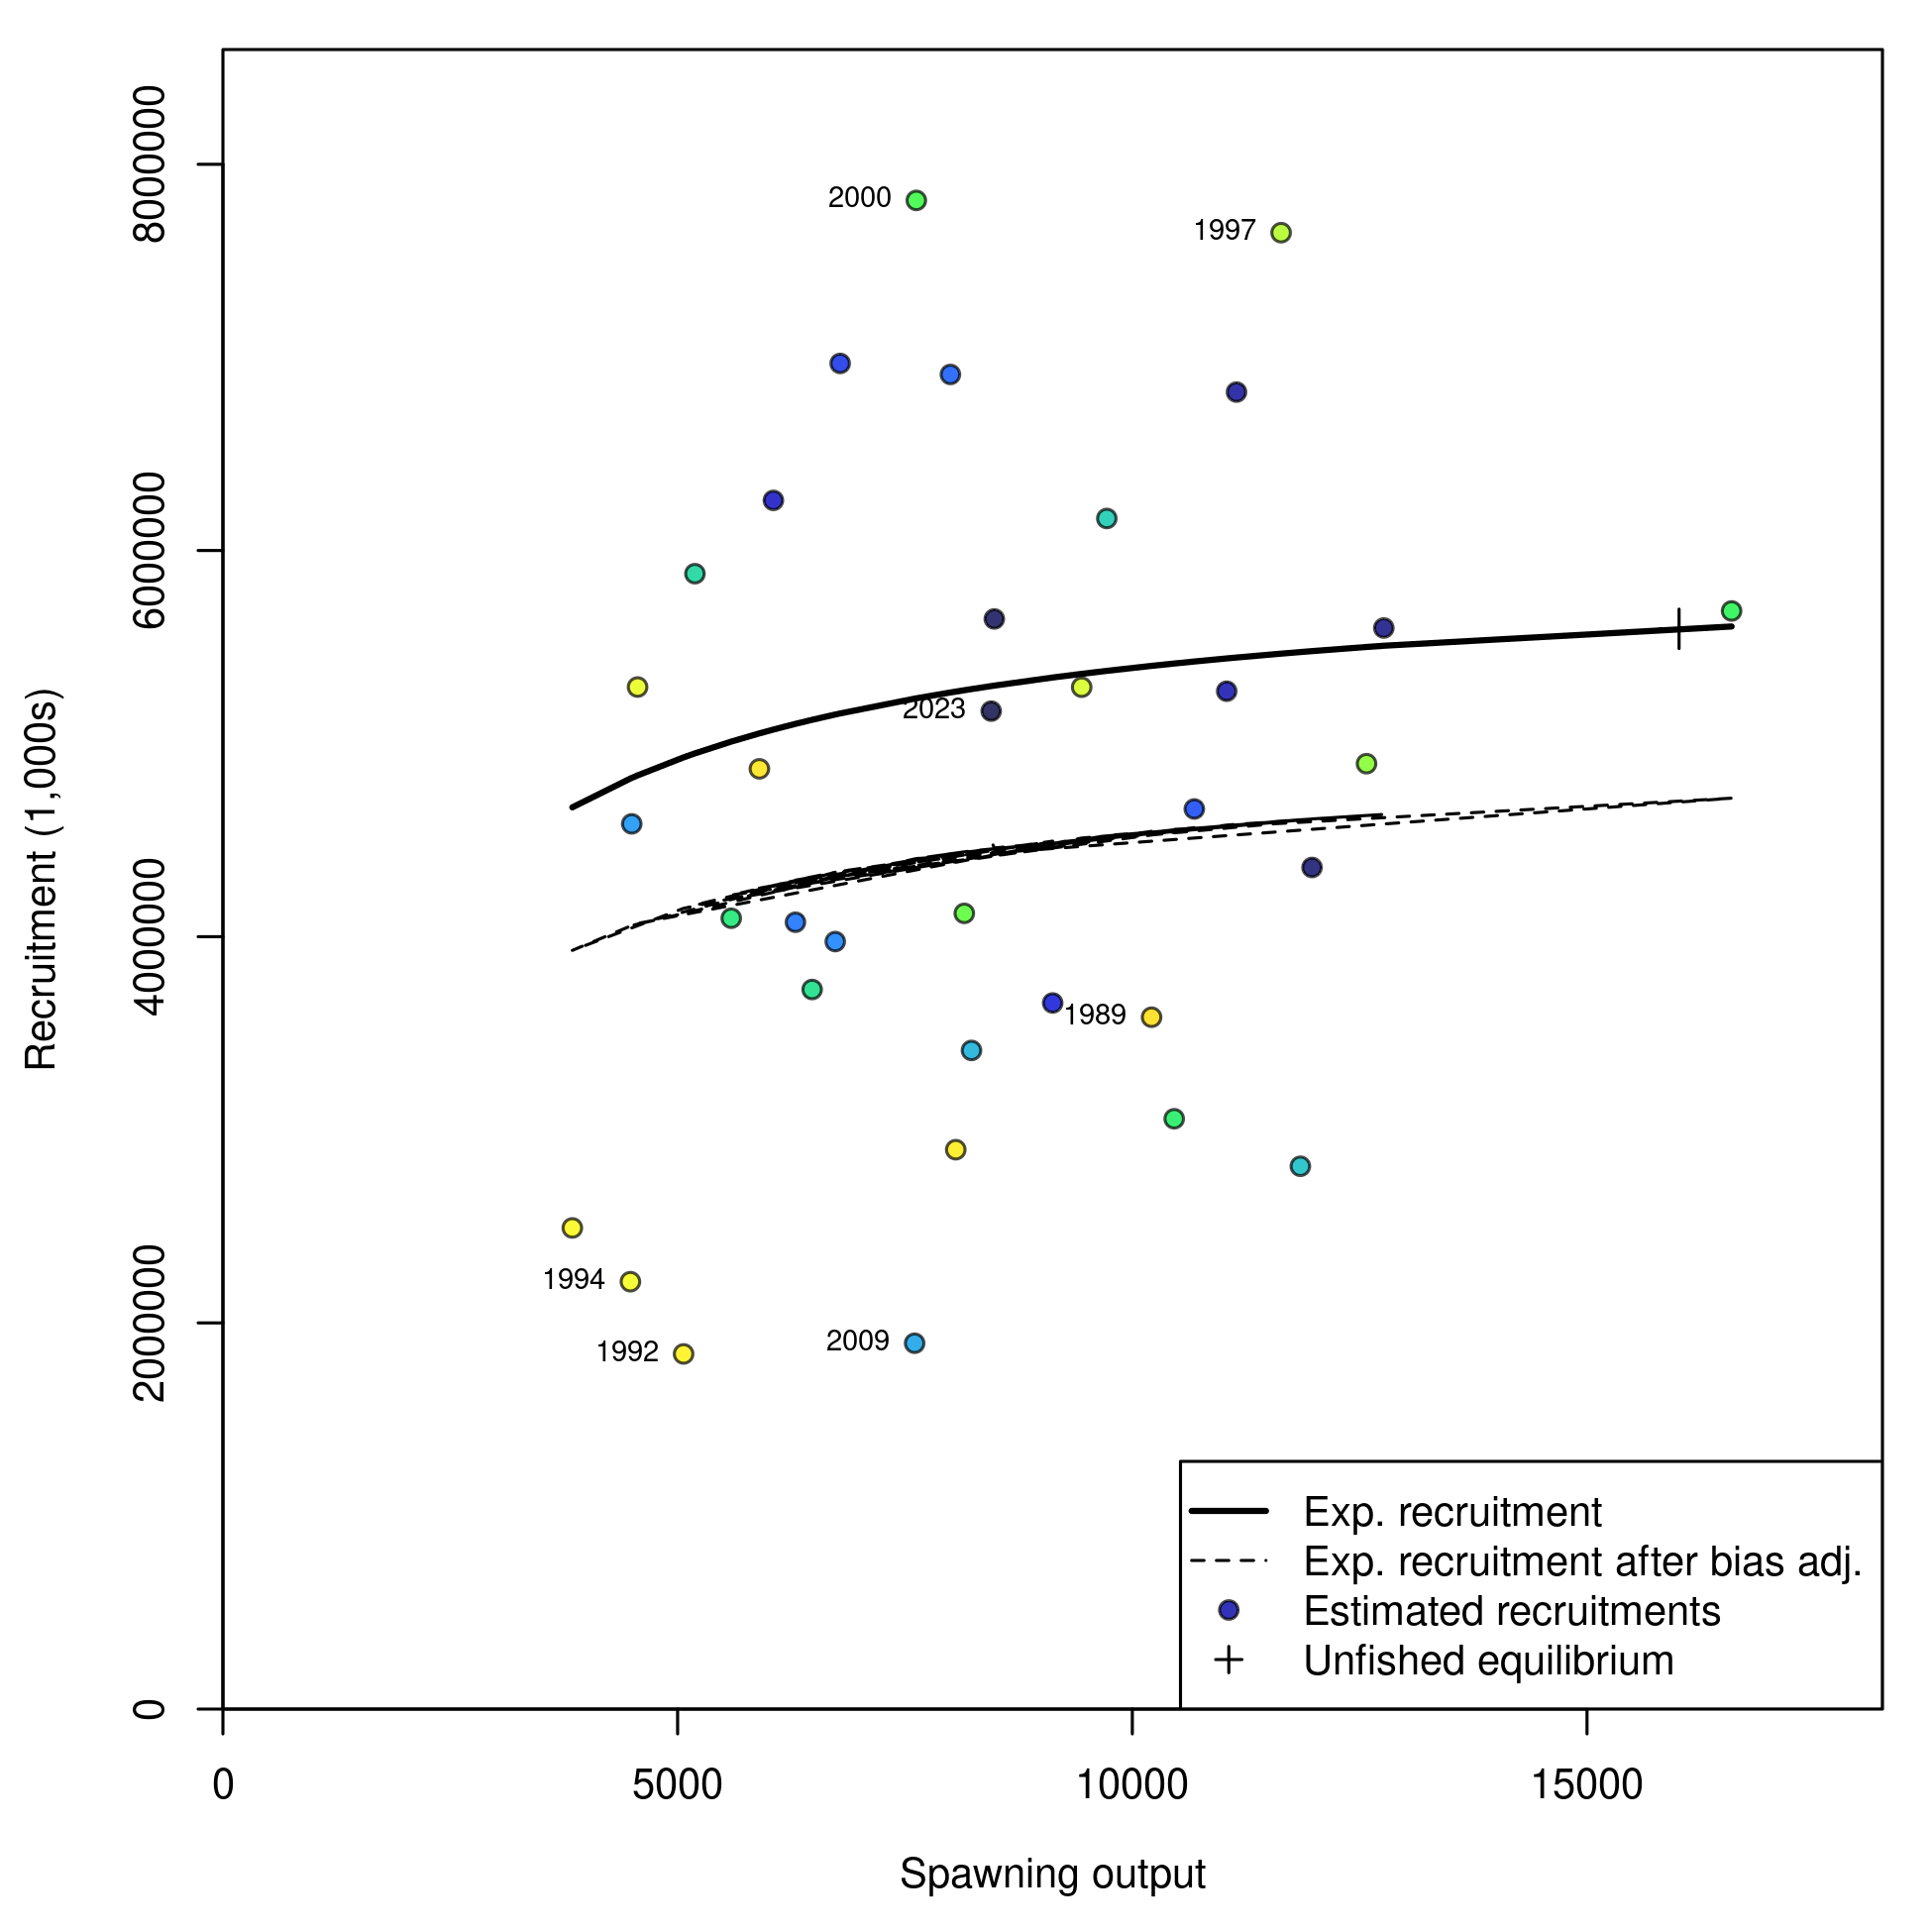 8000000
6000000
4000000
2000000
0
Recruitment (1,000s)
2000
1997
2023
1989
1994
1992
2009
Exp. recruitment
Exp. recruitment after bias adj.
Estimated recruitments
Unfished equilibrium
0 5000 10000 15000
Spawning output